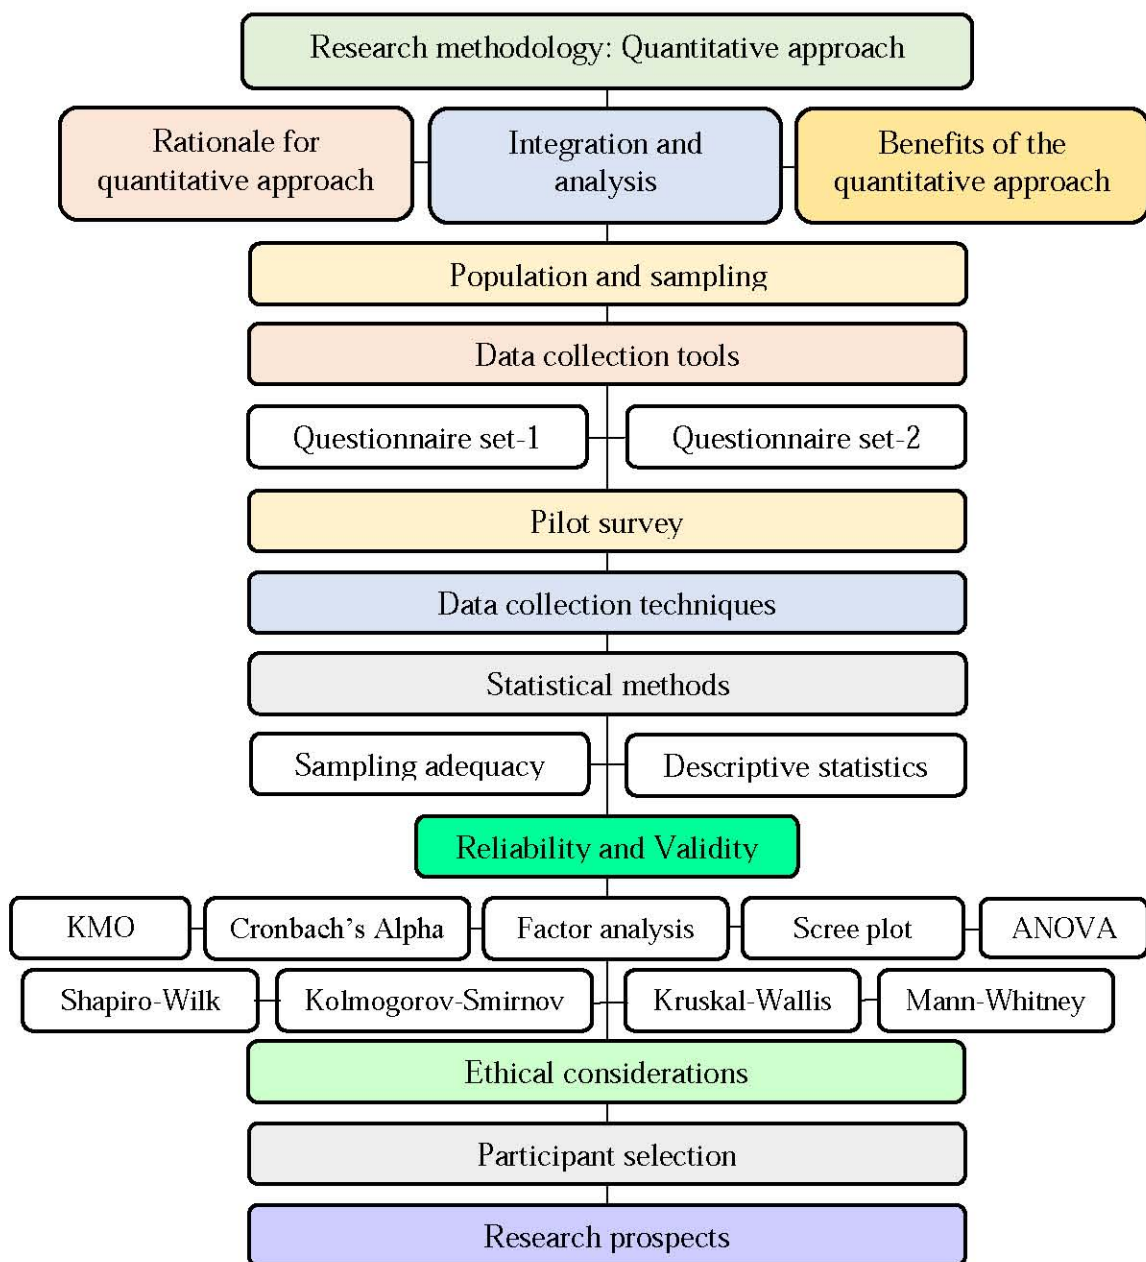 Research methodology: Quantitative approach
Rationale for
quantitative approach
Integration and
analysis
Benefits of the
quantitative approach
Population and sampling
Data collection tools
Questionnaire set-1
Questionnaire set-2
Pilot survey
Data collection techniques
Statistical methods
Sampling adequacy
Descriptive statistics
Reliability and Validity
KMO
Cronbach's Alpha
Factor analysis
Scree plot
ANOVA
Shapiro-Wilk
Kolmogorov-Smirnov
Kruskal-Wallis
Mann-Whitney
Ethical considerations
Participant selection
Research prospects